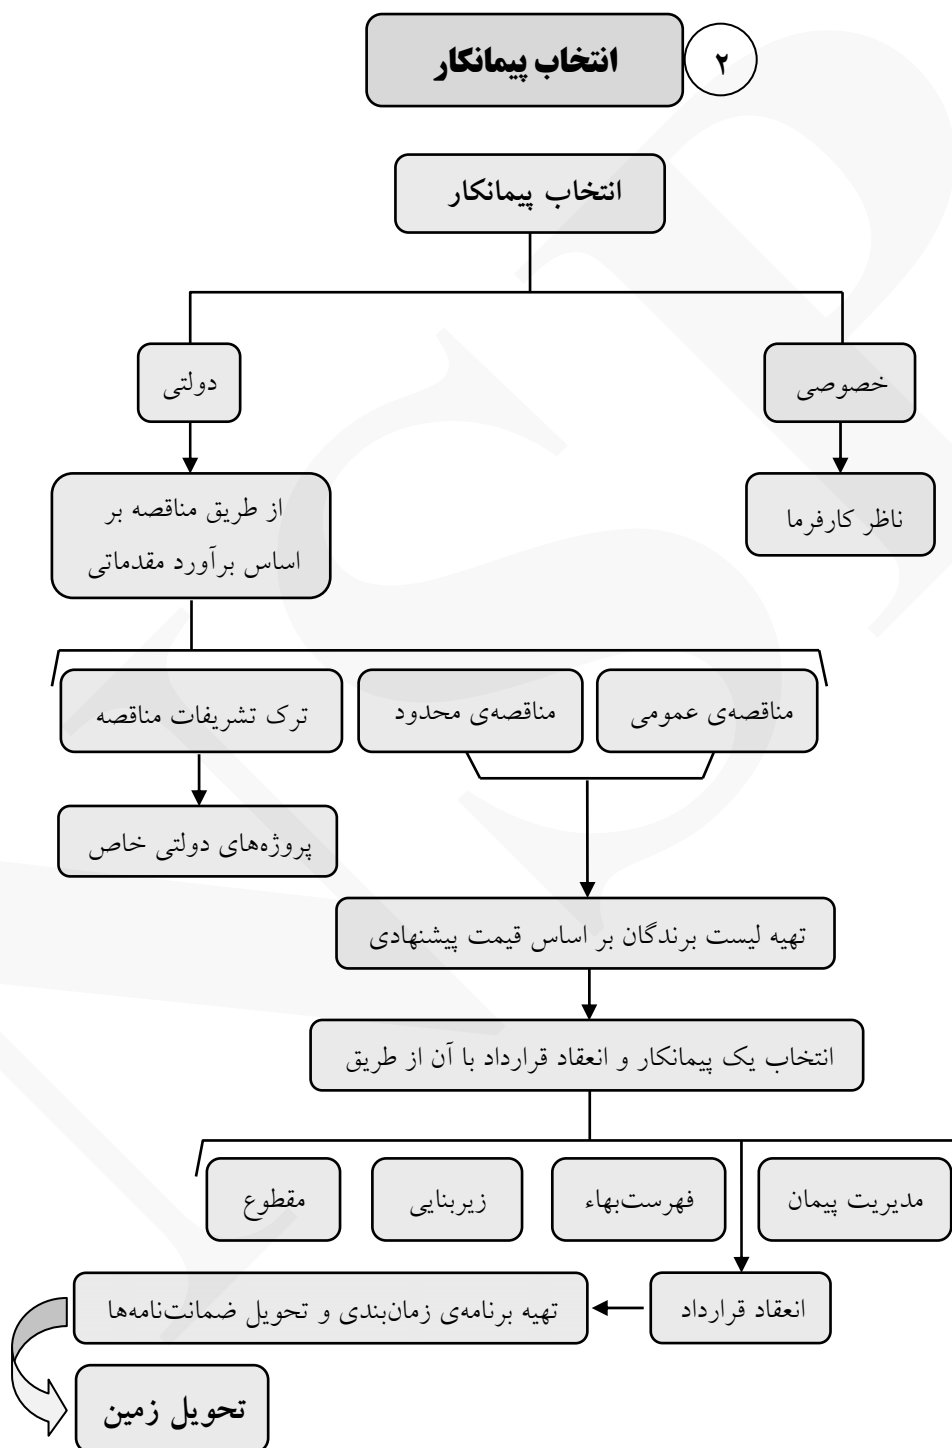 ۲
انتخاب پیمانکار
انتخاب پیمانکار
خصوصی
دولتی
ناظر کارفرما
از طریق مناقصه بر
اساس برآورد مقدماتی
مناقصه‌ی عمومی
مناقصه‌ی محدود
ترک تشریفات مناقصه
پروژه‌های دولتی خاص
تهیه لیست برندگان بر اساس قیمت پیشنهادی
انتخاب یک پیمانکار و انعقاد قرارداد با آن از طریق
مدیریت پیمان
فهرست‌بهاء
زیربنایی
مقطوع
انعقاد قرارداد
تهیه برنامه‌ی زمان‌بندی و تحویل ضمانت‌نامه‌ها
تحویل زمین